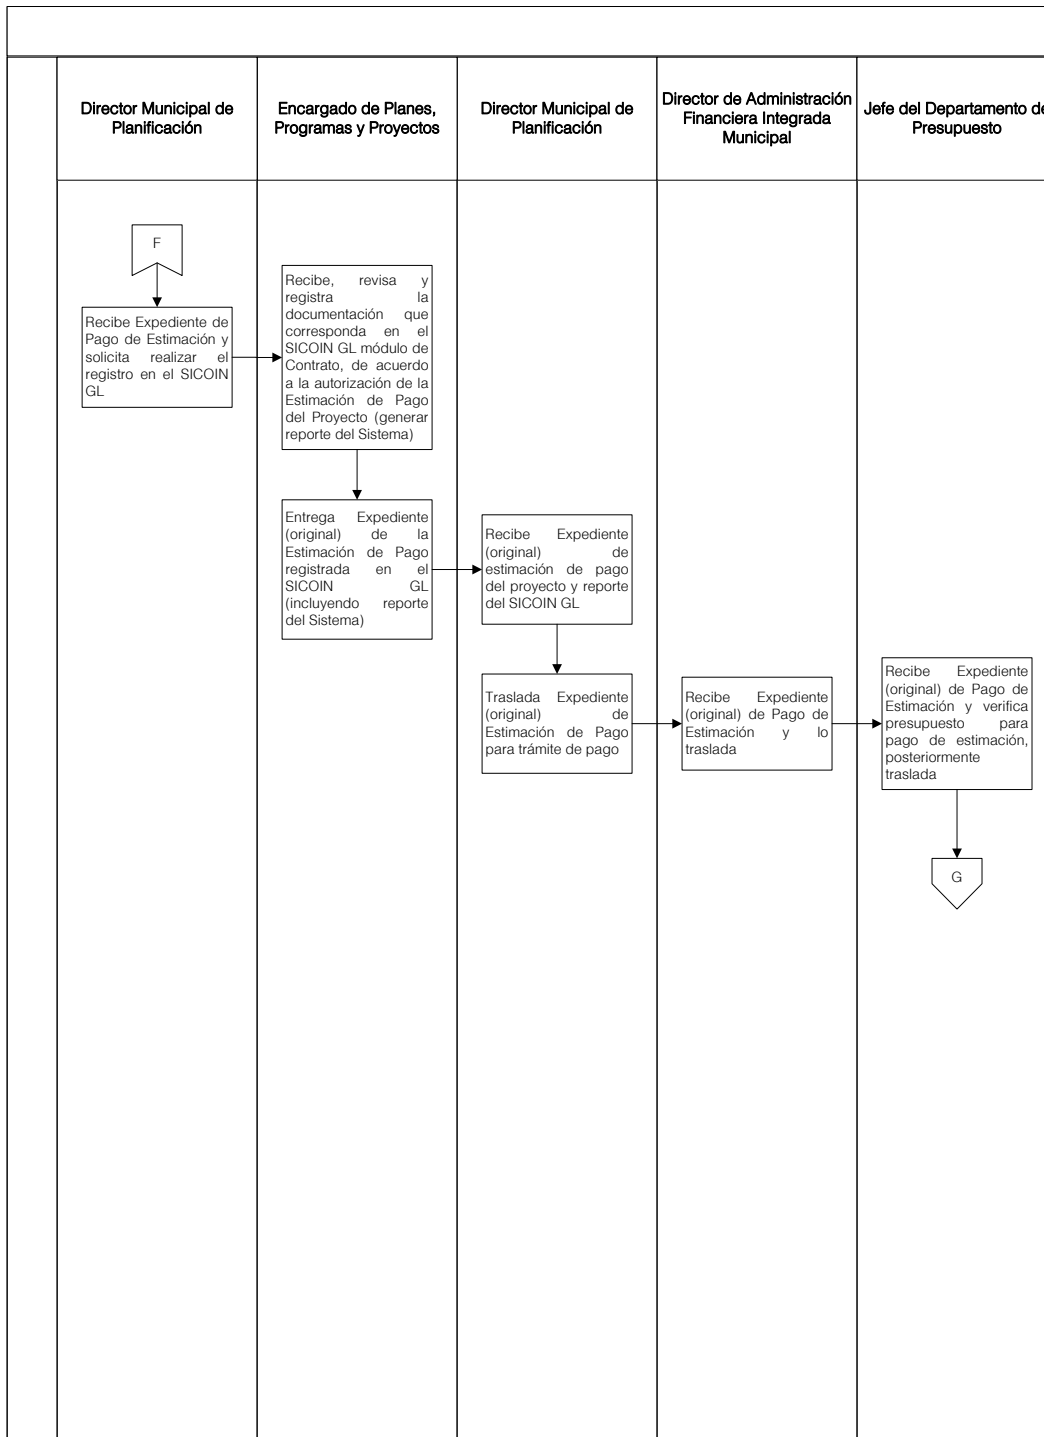 Director Municipal de
Planificación
Encargado de Planes,
Programas y Proyectos
Director Municipal de
Planificación
Director de Administración
Financiera Integrada
Municipal
Jefe del Departamento de
Presupuesto
F
Recibe Expediente de
Pago de Estimación y
solicita realizar el
registro en el SICOIN
GL
Recibe, revisa y
registra la
documentación que
corresponda en el
SICOIN GL módulo de
Contrato, de acuerdo
a la autorización de la
Estimación de Pago
del Proyecto (generar
reporte del Sistema)
Entrega Expediente
(original) de la
Estimación de Pago
registrada en el
SICOIN GL
(incluyendo reporte
del Sistema)
Recibe Expediente
(original) de
estimación de pago
del proyecto y reporte
del SICOIN GL
Traslada Expediente
(original) de
Estimación de Pago
para trámite de pago
Recibe Expediente
(original) de Pago de
Estimación y lo
traslada
Recibe Expediente
(original) de Pago de
Estimación y verifica
presupuesto para
pago de estimación,
posteriormente
traslada
G